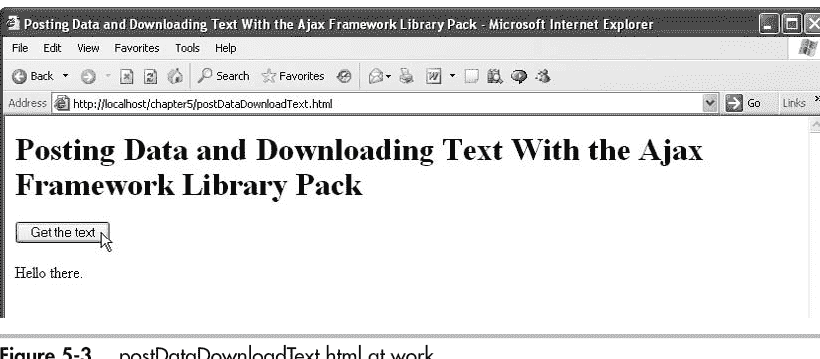 Posting Data and Downloading Text With the Ajax Framework Library Pack - Microsoft Internet Explorer
File Edit View Favorites Tools Help
Back Search Favorites
Address http://localhost/chapter5/postDataDownloadText.html Go Links »
Posting Data and Downloading Text With the Ajax
Framework Library Pack
Get the text
Hello there.
Figure 5-3 postDataDownloadText.html at work